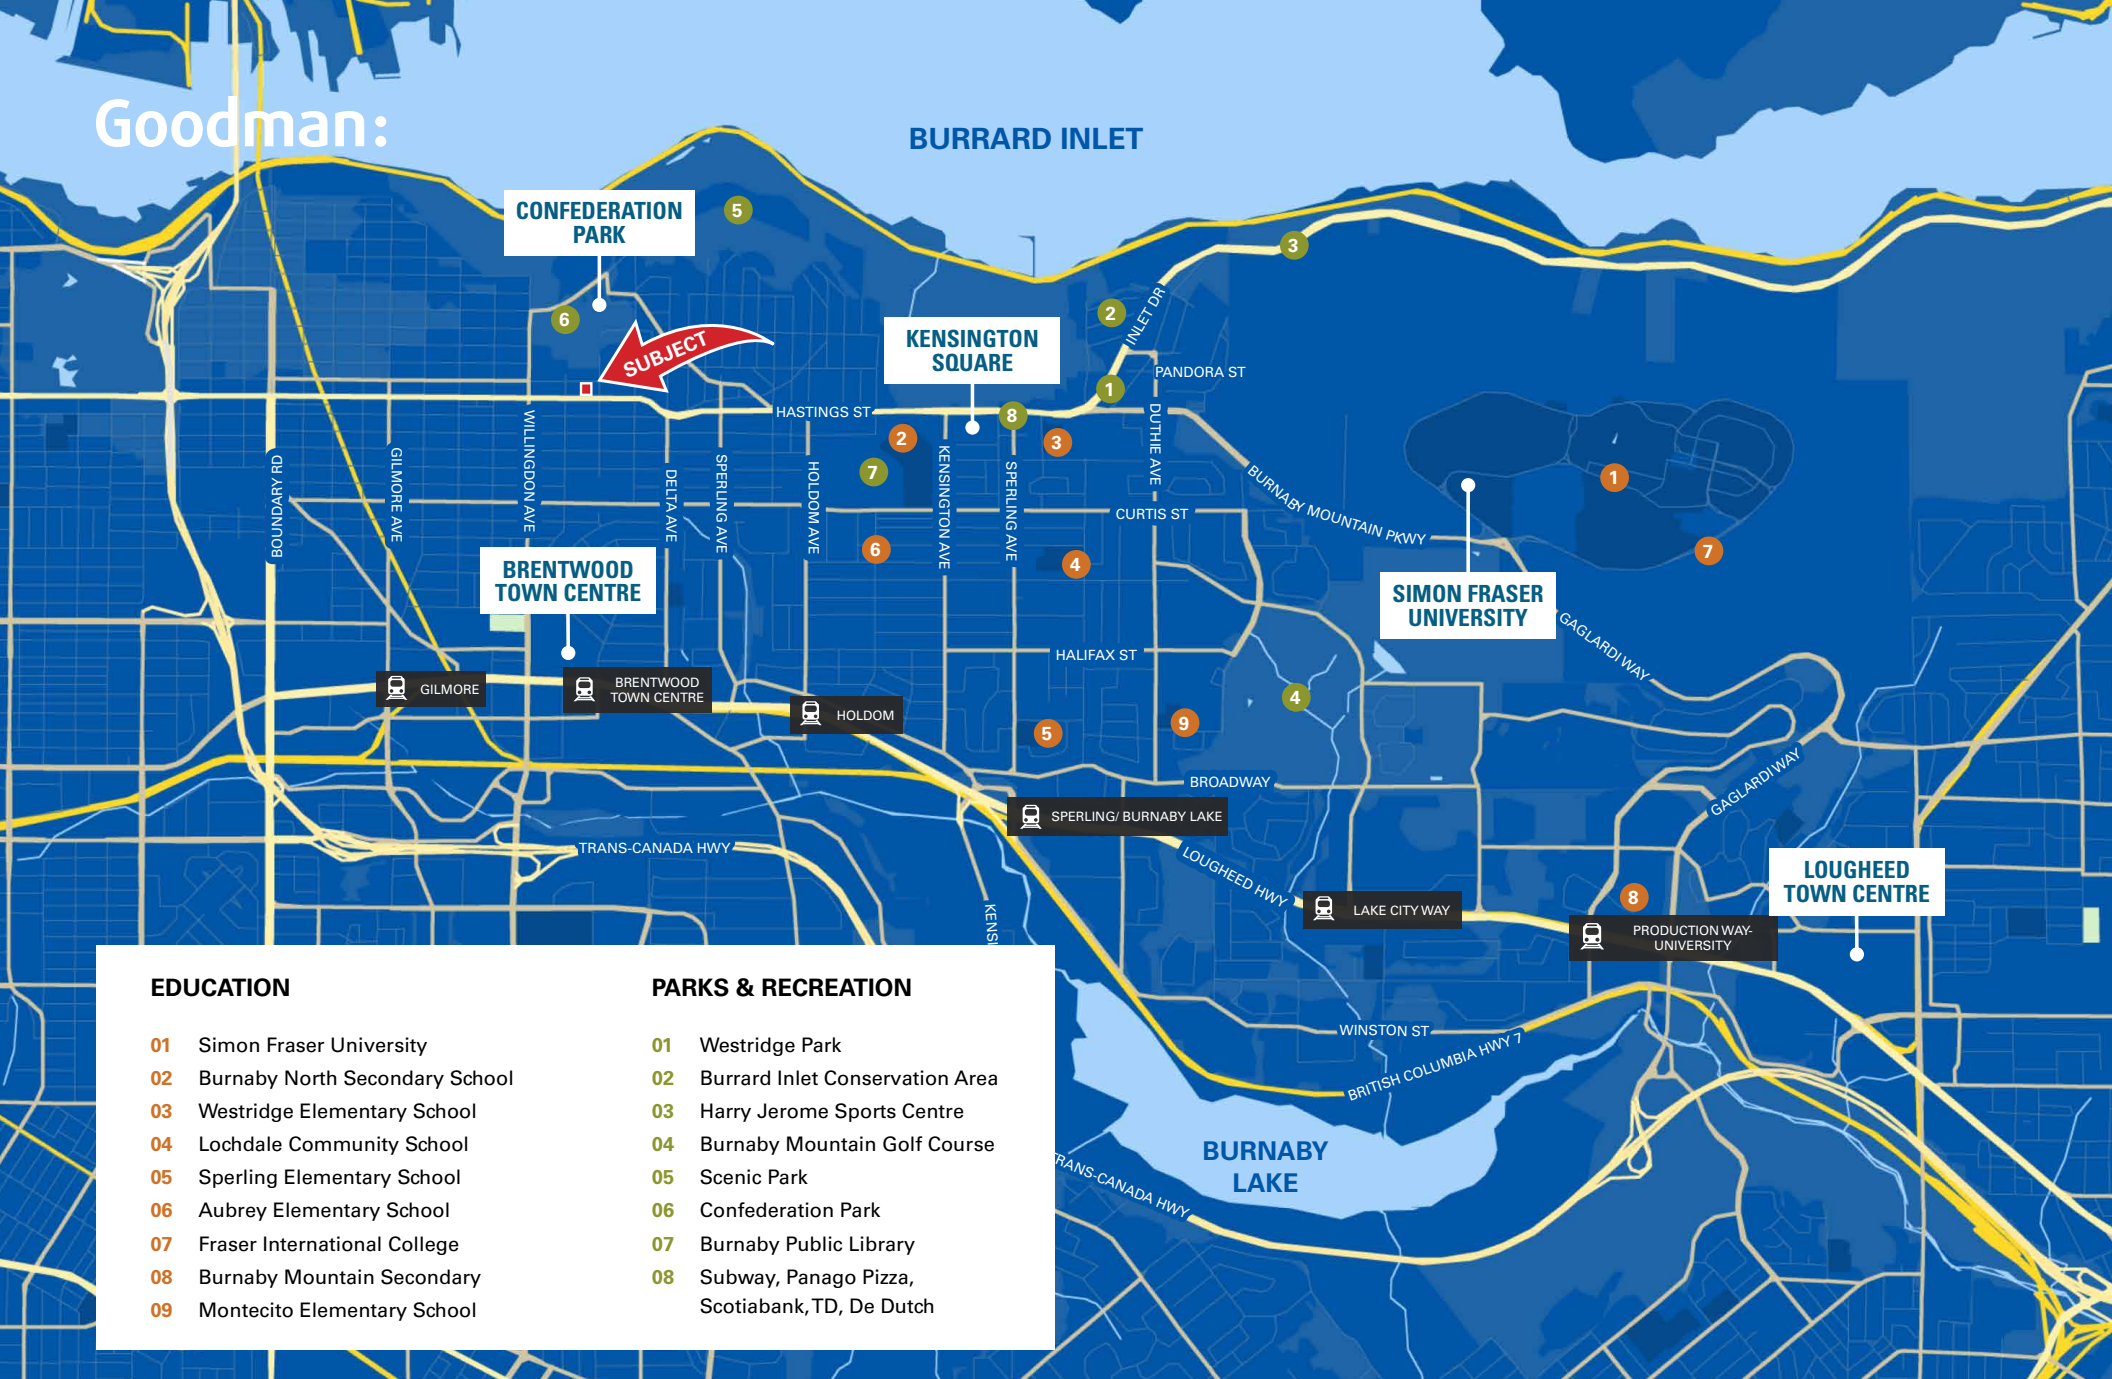 Goodman:
BURRARD INLET
CONFEDERATION
PARK
5
3
6
2
INLET DR
SUBJECT
KENSINGTON
SQUARE
PANDORA ST
1
HASTINGS ST
8
2
3
7
1
BOUNDARY RD
GILMORE AVE
WILLINGDON AVE
DELTA AVE
SPERLING AVE
HOLDOM AVE
KENSINGTON AVE
SPERLING AVE
DUTHIE AVE
BURNABY MOUNTAIN PKWY
CURTIS ST
6
4
7
BRENTWOOD
TOWN CENTRE
SIMON FRASER
UNIVERSITY
GAGLARDI WAY
HALIFAX ST
GILMORE
BRENTWOOD
TOWN CENTRE
HOLDOM
4
5
9
BROADWAY
GAGLARDI WAY
SPERLING/ BURNABY LAKE
TRANS-CANADA HWY
LOUGHEED HWY
LOUGHEED
TOWN CENTRE
8
LAKE CITY WAY
PRODUCTION WAY-
UNIVERSITY
KENSI
WINSTON ST
BRITISH COLUMBIA HWY 7
BURNABY
LAKE
TRANS-CANADA HWY
EDUCATION
01 Simon Fraser University
02 Burnaby North Secondary School
03 Westridge Elementary School
04 Lochdale Community School
05 Sperling Elementary School
06 Aubrey Elementary School
07 Fraser International College
08 Burnaby Mountain Secondary
09 Montecito Elementary School
PARKS & RECREATION
01 Westridge Park
02 Burrard Inlet Conservation Area
03 Harry Jerome Sports Centre
04 Burnaby Mountain Golf Course
05 Scenic Park
06 Confederation Park
07 Burnaby Public Library
08 Subway, Panago Pizza,
Scotiabank, TD, De Dutch